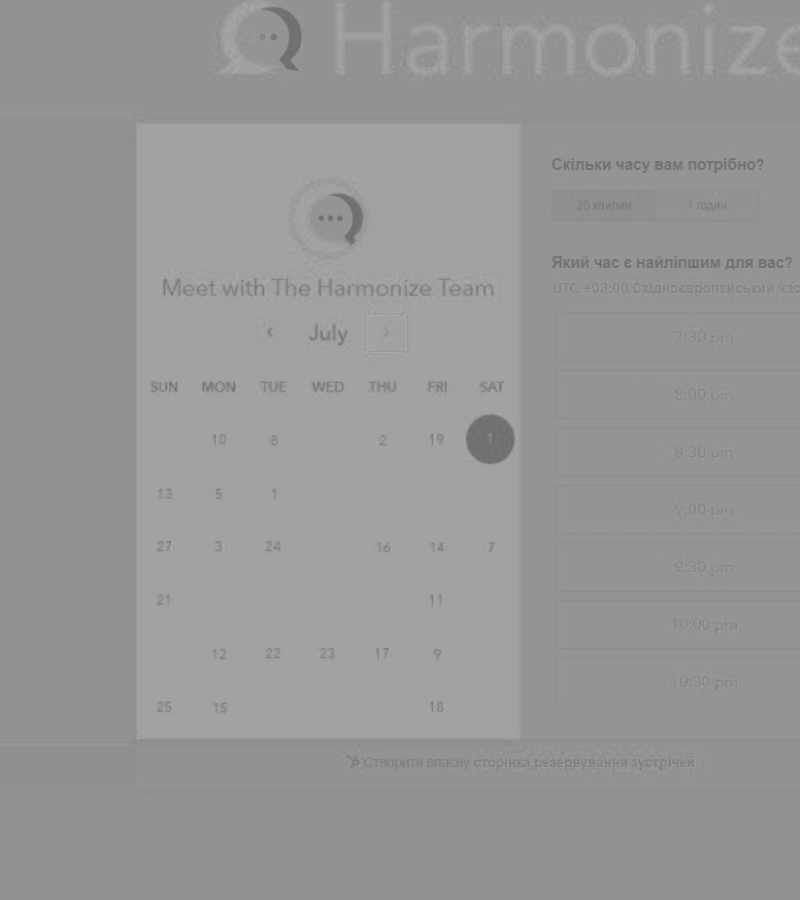 Harmonize
Скільки часу вам потрібно?
30 хвилин. 1 годин
Meet with The Harmonize Team
Який час є найліпшим для вас?
UTC +03:00 Східноєвропейський час
‹ July ›
7:30 pm
SUN MON TUE WED THU FRI SAT
8:00 pm
10 8 2 19 1
8:30 pm
13 5 1
9:00 pm
27 3 24 16 14 7
9:30 pm
21 11
10:00 pm
12 22 23 17 9
10:30 pm
25 15 18
Створити власну сторінка резервування зустрічей